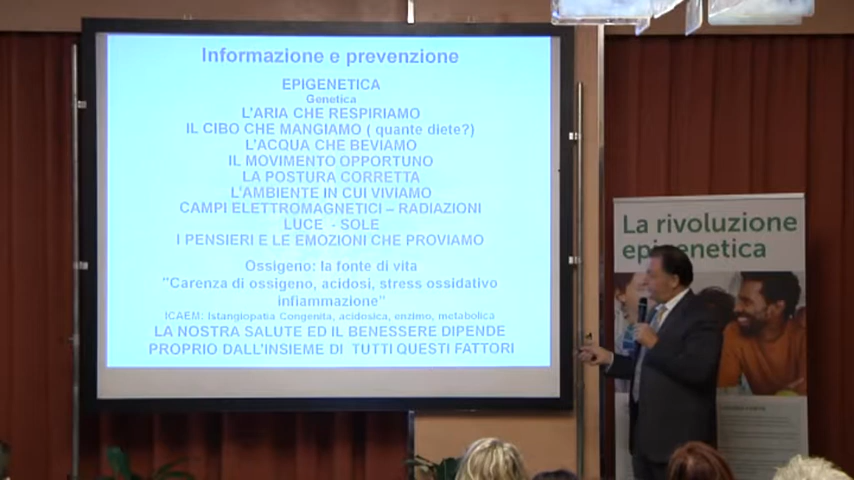 Informazione e prevenzione
EPIGENETICA
Genetica
L'ARIA CHE RESPIRIAMO
IL CIBO CHE MANGIAMO ( quante diete?)
L'ACQUA CHE BEVIAMO
IL MOVIMENTO OPPORTUNO
LA POSTURA CORRETTA
L'AMBIENTE IN CUI VIVIAMO
CAMPI ELETTROMAGNETICI – RADIAZIONI
LUCE - SOLE
I PENSIERI E LE EMOZIONI CHE PROVIAMO
Ossigeno: la fonte di vita
"Carenza di ossigeno, acidosi, stress ossidativo
infiammazione"
ICAEM: Istangiopatia Congenita, acidosica, enzimo, metabolica
LA NOSTRA SALUTE ED IL BENESSERE DIPENDE
PROPRIO DALL'INSIEME DI TUTTI QUESTI FATTORI
La rivoluzione
epigenetica